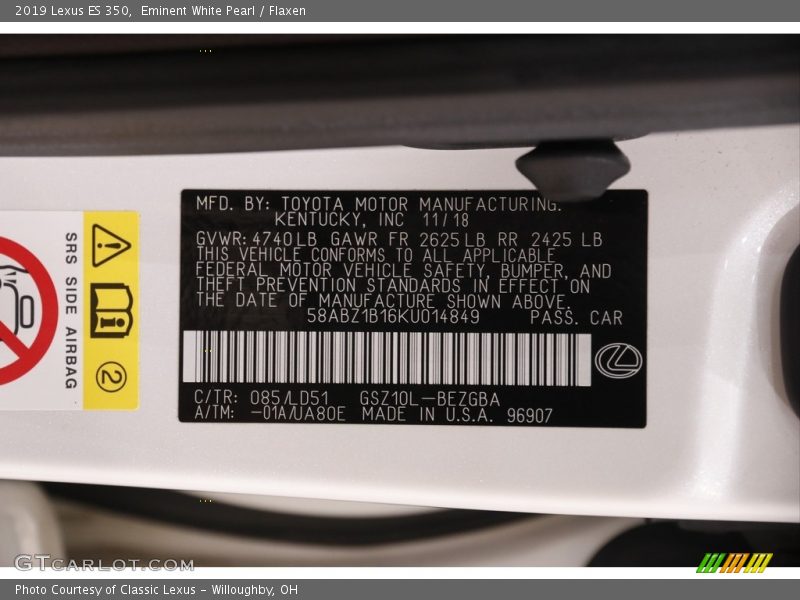 2019 Lexus ES 350,  Eminent White Pearl / Flaxen
MFD. BY: TOYOTA MOTOR MANUFACTURING.
KENTUCKY, INC 11/18
GVWR: 4740LB GAWR FR 2625LB RR 2425 LB
THIS VEHICLE CONFORMS TO ALL APPLICABLE
FEDERAL MOTOR VEHICLE SAFETY, BUMPER, AND
THEFT PREVENTION STANDARDS IN EFFECT ON
THE DATE OF MANUFACTURE SHOWN ABOVE.
58ABZ1B16KU014849 PASS. CAR
C/TR: 085/LD51 GSZ10L-BEZGBA
A/TM: -01A/UA80E MADE IN U.S.A. 96907
SRS SIDE AIRBAG
2
GTCARLOT.COM
Photo Courtesy of Classic Lexus - Willoughby, OH